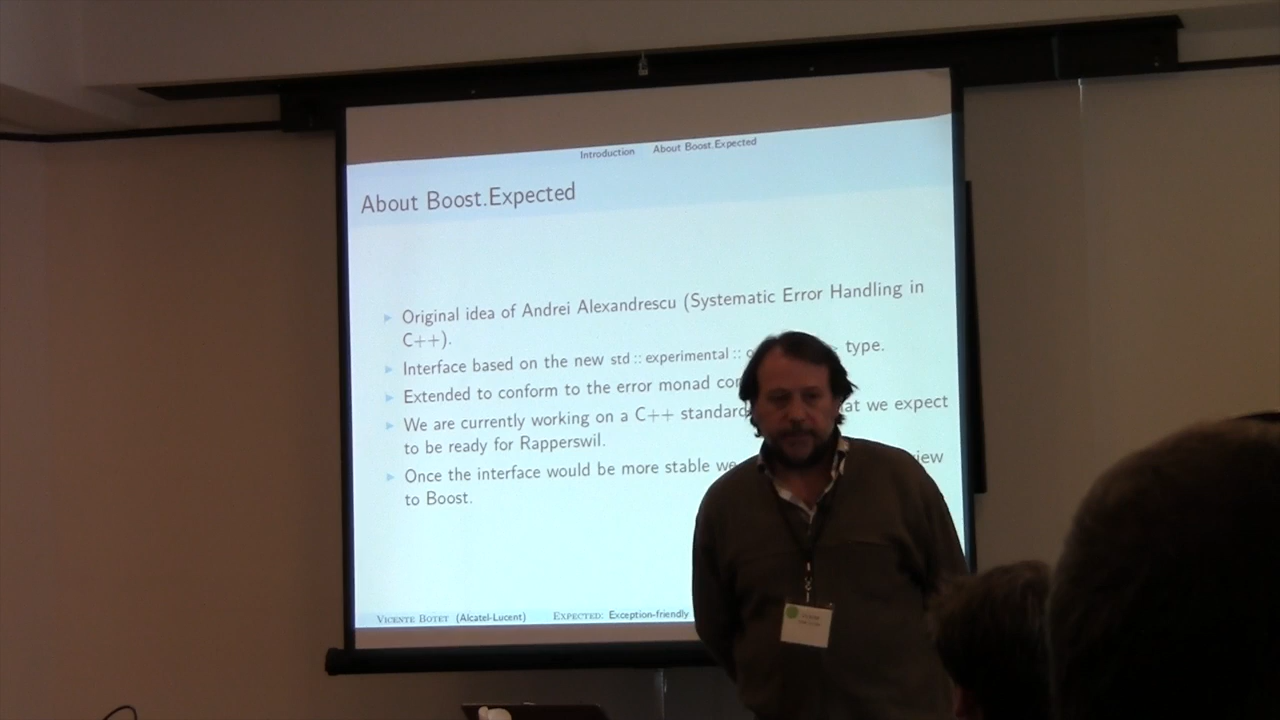 Introduction About Boost.Expected
About Boost.Expected
Original idea of Andrei Alexandrescu (Systematic Error Handling in
C++).
Interface based on the new std :: experimental :: type.
Extended to conform to the error monad
We are currently working on a C++ standard we expect
to be ready for Rapperswil.
Once the interface would be more stable we
to Boost.
VICENTE BOTET (Alcatel-Lucent) EXPECTED: Exception-friendly